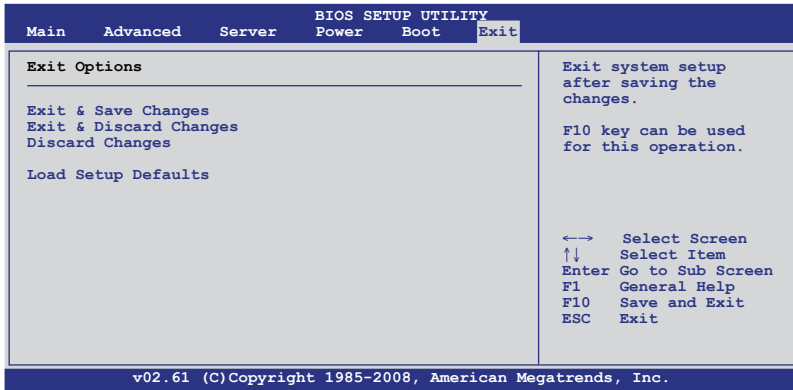 BIOS SETUP UTILITY
Main Advanced Server Power Boot Exit
Exit Options
Exit & Save Changes
Exit & Discard Changes
Discard Changes
Load Setup Defaults
Exit system setup
after saving the
changes.
F10 key can be used
for this operation.
←→ Select Screen
↑↓ Select Item
Enter Go to Sub Screen
F1 General Help
F10 Save and Exit
ESC Exit
v02.61 (C)Copyright 1985-2008, American Megatrends, Inc.